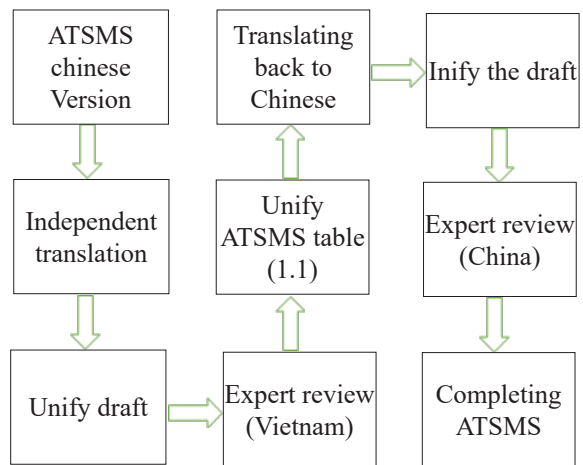 ATSMS
chinese
Version
Independent
translation
Unify draft
Expert review
(Vietnam)
Unify
ATSMS table
(1.1)
Translating
back to
Chinese
Inify the draft
Expert review
(China)
Completing
ATSMS